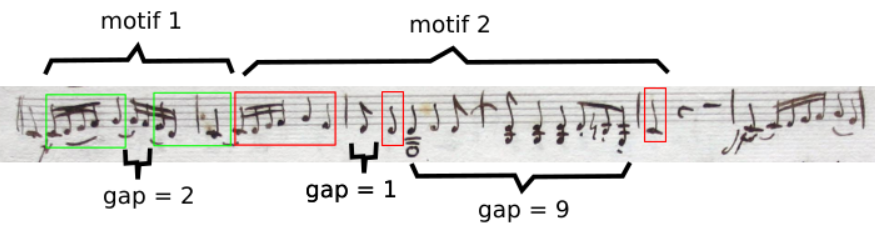 motif 1
motif 2
gap = 2
gap = 1
gap = 9